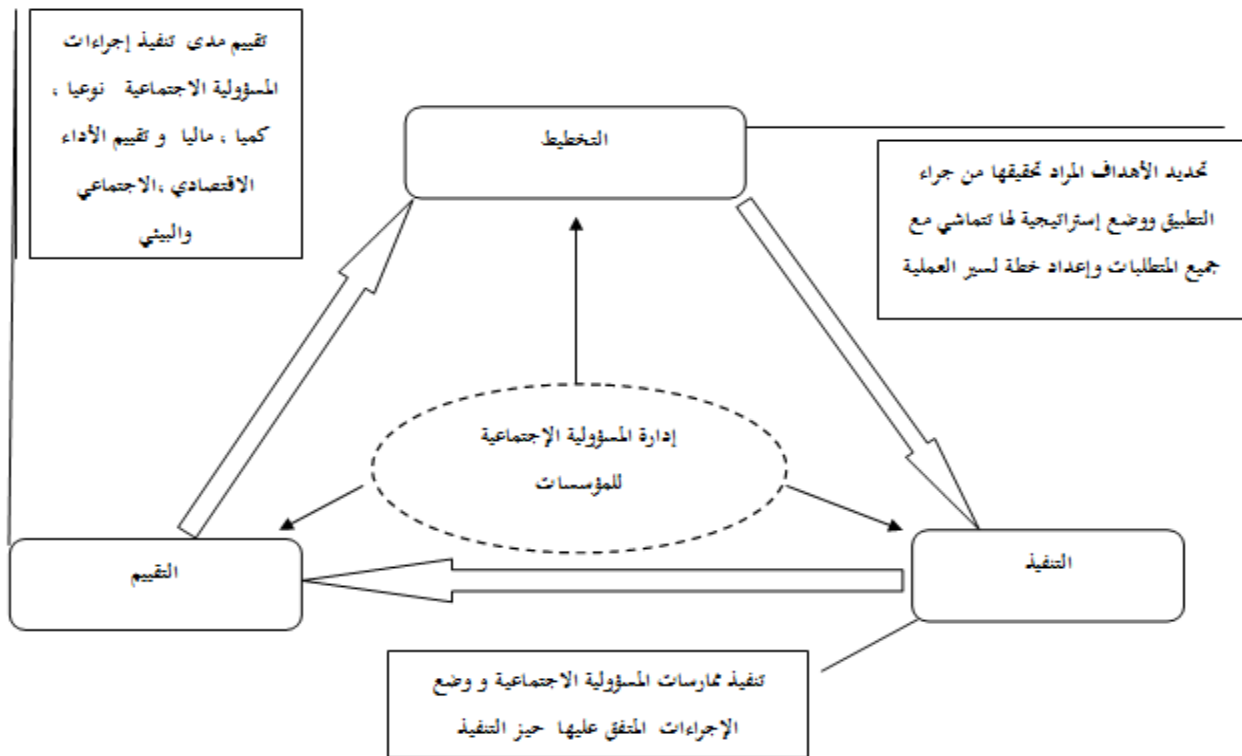 تقييم مدى تنفيذ إجراءات
المسؤولية الاجتماعية نوعيا ،
كميا ، ماليا و تقييم الأداء
الاقتصادي ،الاجتماعي
والبيئي
التخطيط
تحديد الأهداف المراد تحقيقها من جراء
التطبيق ووضع إستراتيجية لها تتماشي مع
جميع المتطلبات وإعداد خطة لسير العملية
إدارة المسؤولية الإجتماعية
للمؤسسات
التنفيذ
التقييم
تنفيذ ممارسات المسؤولية الاجتماعية و وضع
الإجراءات المتفق عليها حيز التنفيذ